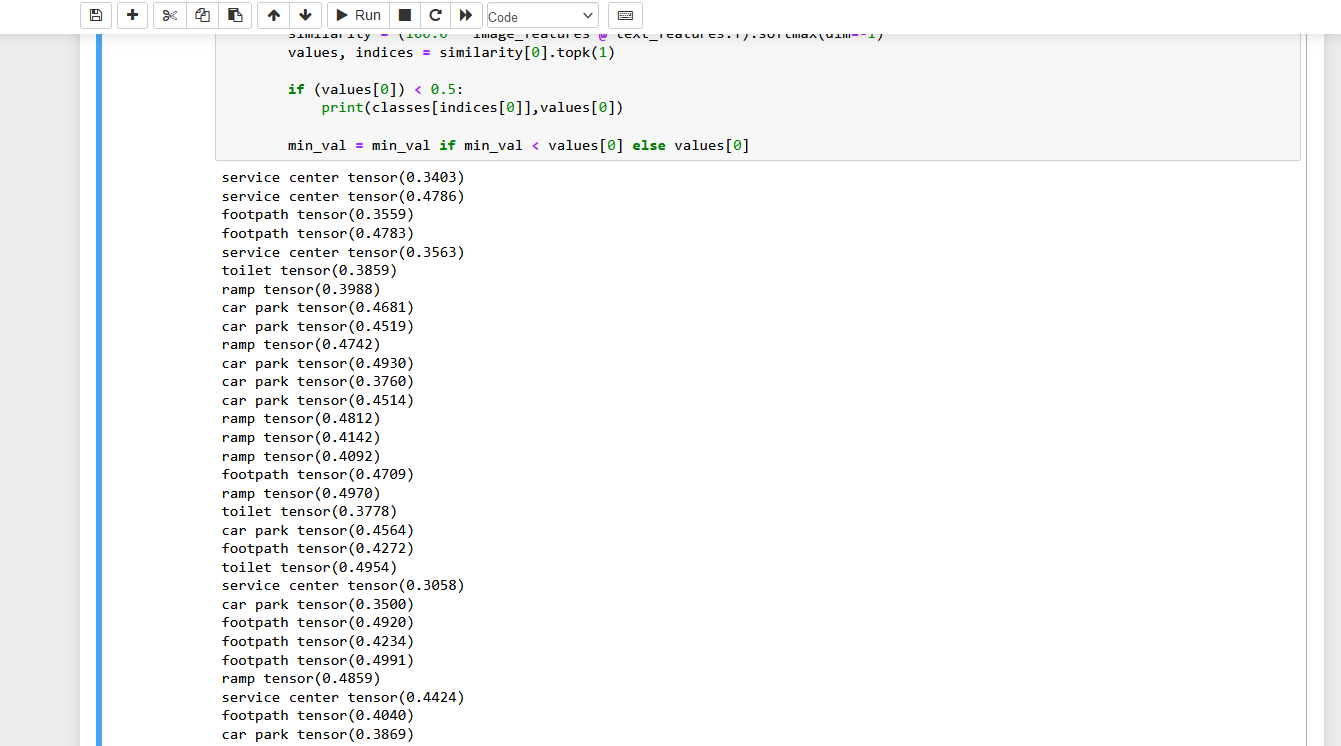 Run
Code
similarity = (100.0 * image_features @ text_features.T).softmax(dim=-1)
values, indices = similarity[0].topk(1)
if (values[0]) < 0.5:
print(classes[indices[0]],values[0])
min_val = min_val if min_val < values[0] else values[0]
service center tensor(0.3403)
service center tensor(0.4786)
footpath tensor(0.3559)
footpath tensor(0.4783)
service center tensor(0.3563)
toilet tensor(0.3859)
ramp tensor(0.3988)
car park tensor(0.4681)
car park tensor(0.4519)
ramp tensor(0.4742)
car park tensor(0.4930)
car park tensor(0.3760)
car park tensor(0.4514)
ramp tensor(0.4812)
ramp tensor(0.4142)
ramp tensor(0.4092)
footpath tensor(0.4709)
ramp tensor(0.4970)
toilet tensor(0.3778)
car park tensor(0.4564)
footpath tensor(0.4272)
toilet tensor(0.4954)
service center tensor(0.3058)
car park tensor(0.3500)
footpath tensor(0.4920)
footpath tensor(0.4234)
footpath tensor(0.4991)
ramp tensor(0.4859)
service center tensor(0.4424)
footpath tensor(0.4040)
car park tensor(0.3869)